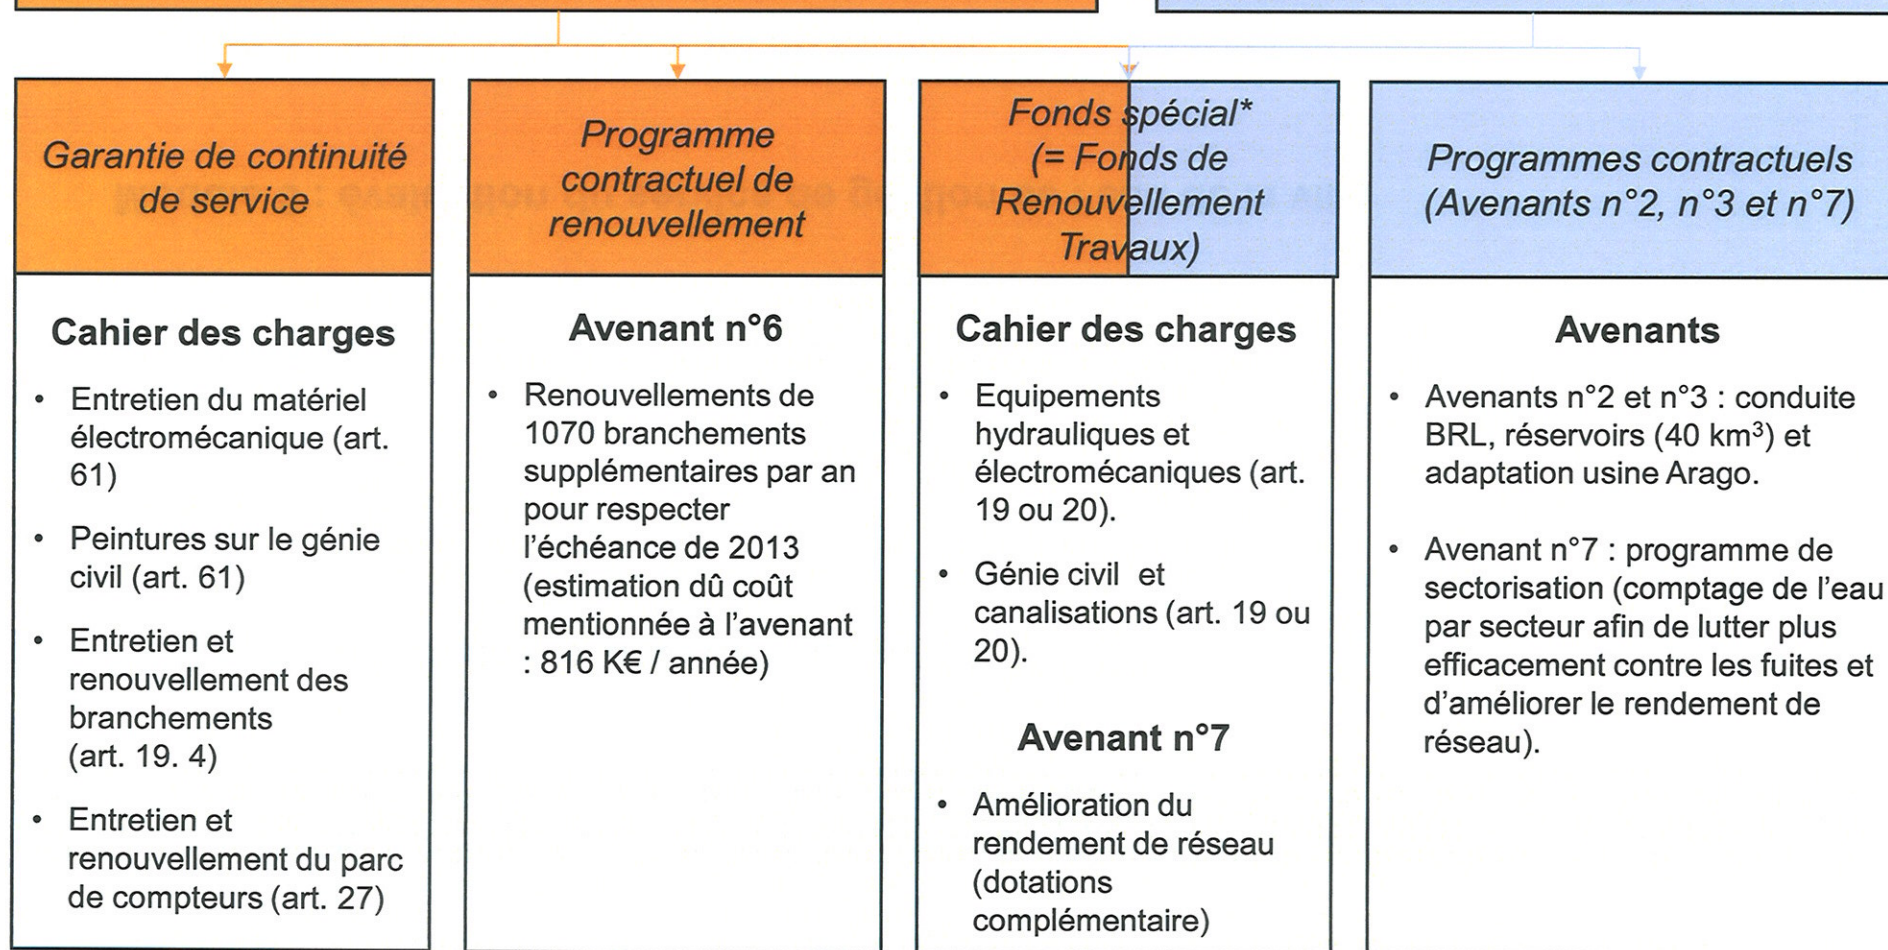 Garantie de continuité
de service
Cahier des charges
• Entretien du matériel
électromécanique (art.
61)
• Peintures sur le génie
civil (art. 61)
• Entretien et
renouvellement des
branchements
(art. 19. 4)
• Entretien et
renouvellement du parc
de compteurs (art. 27)
Programme
contractuel de
renouvellement
Avenant n°6
• Renouvellements de
1070 branchements
supplémentaires par an
pour respecter
l’échéance de 2013
(estimation dû coût
mentionnée à l’avenant
: 816 K€ / année)
Fonds spécial*
(= Fonds de
Renouvellement
Travaux)
Cahier des charges
• Equipements
hydrauliques et
électromécaniques (art.
19 ou 20).
• Génie civil et
canalisations (art. 19 ou
20).
Avenant n°7
• Amélioration du
rendement de réseau
(dotations
complémentaire)
Programmes contractuels
(Avenants n°2, n°3 et n°7)
Avenants
• Avenants n°2 et n°3 : conduite
BRL, réservoirs (40 km³) et
adaptation usine Arago.
• Avenant n°7 : programme de
sectorisation (comptage de l’eau
par secteur afin de lutter plus
efficacement contre les fuites et
d’améliorer le rendement de
réseau).